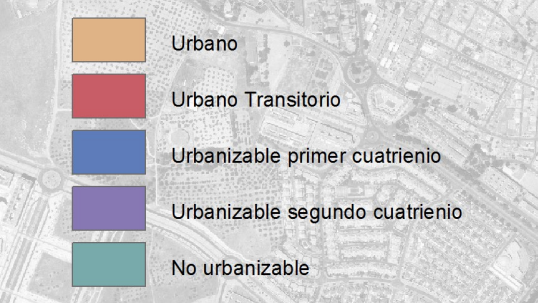 Urbano
Urbano Transitorio
Urbanizable primer cuatrienio
Urbanizable segundo cuatrienio
No urbanizable